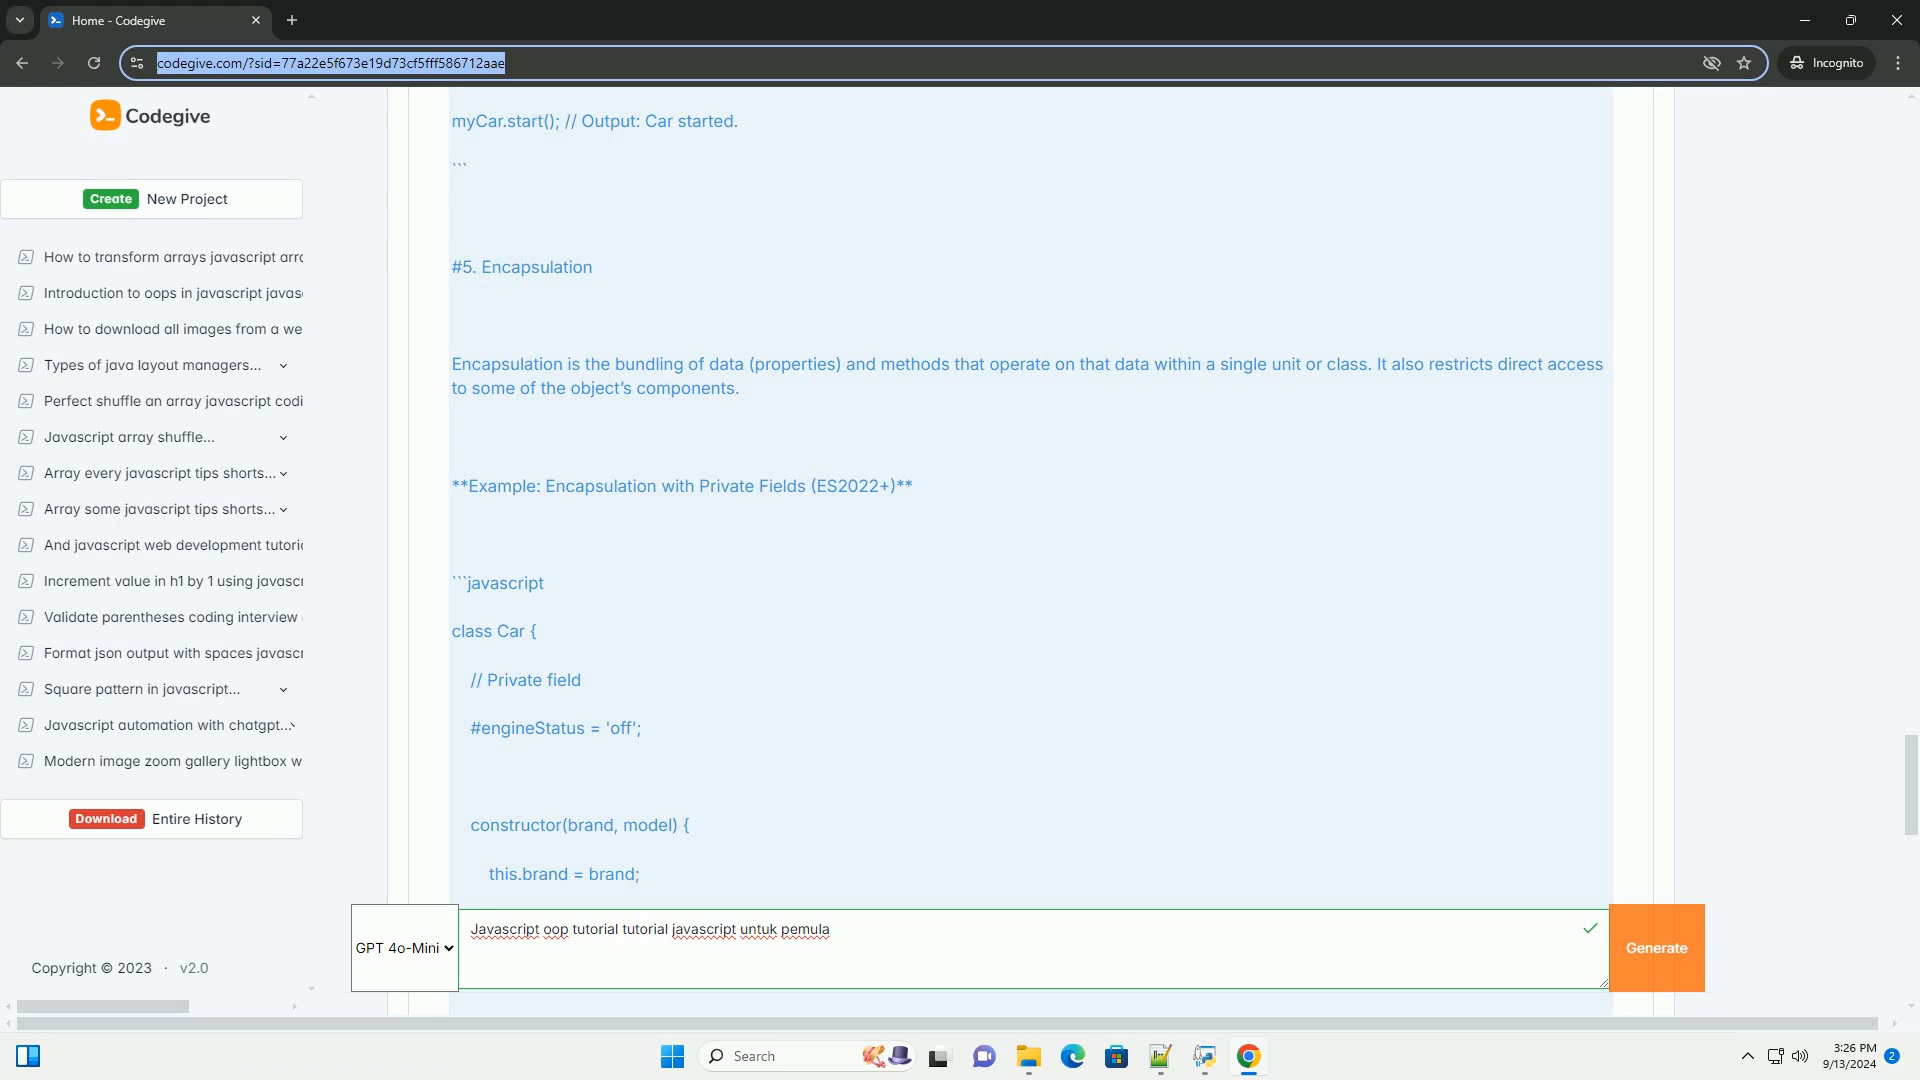 Home - Codegive
codegive.com/?sid=77a22e5f673e19d73cf5fff586712aae
Incognito
Codegive
Create New Project
How to transform arrays javascript arra
Introduction to oops in javascript javas
How to download all images from a we
Types of java layout managers...
Perfect shuffle an array javascript codi
Javascript array shuffle...
Array every javascript tips shorts...
Array some javascript tips shorts...
And javascript web development tutori
Increment value in h1 by 1 using javascr
Validate parentheses coding interview
Format json output with spaces javascr
Square pattern in javascript...
Javascript automation with chatgpt...
Modern image zoom gallery lightbox w
Download Entire History
Copyright © 2023 · v2.0
myCar.start(); // Output: Car started.
```
#5. Encapsulation
Encapsulation is the bundling of data (properties) and methods that operate on that data within a single unit or class. It also restricts direct access
to some of the object’s components.
**Example: Encapsulation with Private Fields (ES2022+)**
```javascript
class Car {
// Private field
#engineStatus = 'off';
constructor(brand, model) {
this.brand = brand;
GPT 4o-Mini
Javascript oop tutorial tutorial javascript untuk pemula
Generate
Search
3:26 PM
9/13/2024
2